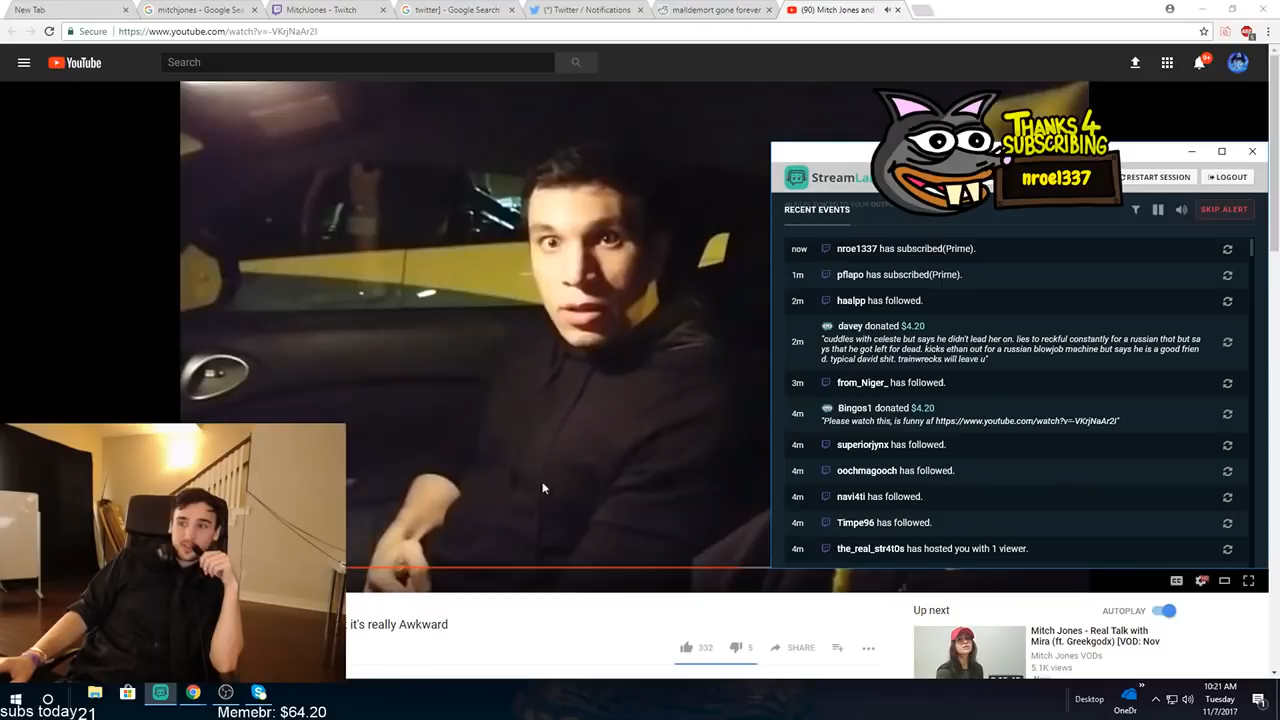 New Tab
mitchjones - Google Sea
MitchJones - Twitch
twitter] - Google Search
(*) Twitter / Notifications
malldemort gone forever
(90) Mitch Jones and
Secure
https://www.youtube.com/watch?v=-VKrjNaAr2I
YouTube
Search
9+
THANKS 4
SUBSCRIBING
nroe1337
StreamLa
RESTART SESSION
LOGOUT
RECENT EVENTS
SKIP ALERT
now nroe1337 has subscribed(Prime).
1m pflapo has subscribed(Prime).
2m haalpp has followed.
davey donated $4.20
2m "cuddles with celeste but says he didn't lead her on. lies to reckful constantly for a russian thot but sa
ys that he got left for dead. kicks ethan out for a russian blowjob machine but says he is a good frien
d. typical david shit. trainwrecks will leave u"
3m from_Niger_ has followed.
Bingos1 donated $4.20
4m "Please watch this, is funny af https://www.youtube.com/watch?v=-VKrjNaAr2I"
4m superiorjynx has followed.
4m oochmagooch has followed.
4m navi4ti has followed.
4m Timpe96 has followed.
4m the_real_str4t0s has hosted you with 1 viewer.
it's really Awkward
332
5
SHARE
Up next
AUTOPLAY
Mitch Jones - Real Talk with
Mira (ft. Greekgodx) [VOD: Nov
Mitch Jones VODs
5.1K views
subs today21
Memebr: $64.20
Desktop
OneDr
10:21 AM
Tuesday
11/7/2017